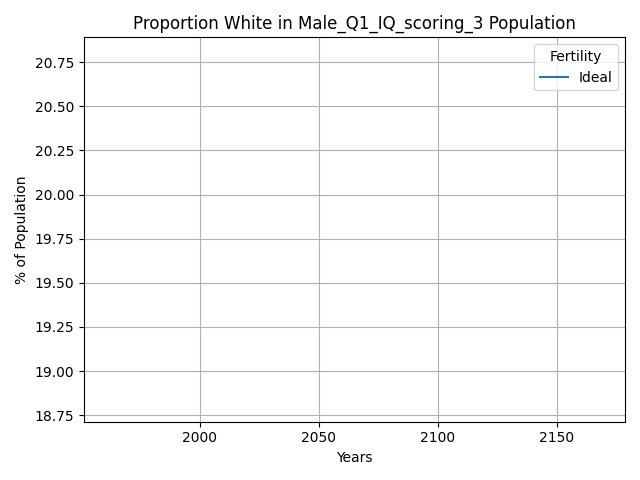 Proportion White in Male_Q1_IQ_scoring_3 Population
Fertility
Ideal
20.75
20.50
20.25
20.00
19.75
19.50
19.25
19.00
18.75
% of Population
2000
2050
2100
2150
Years